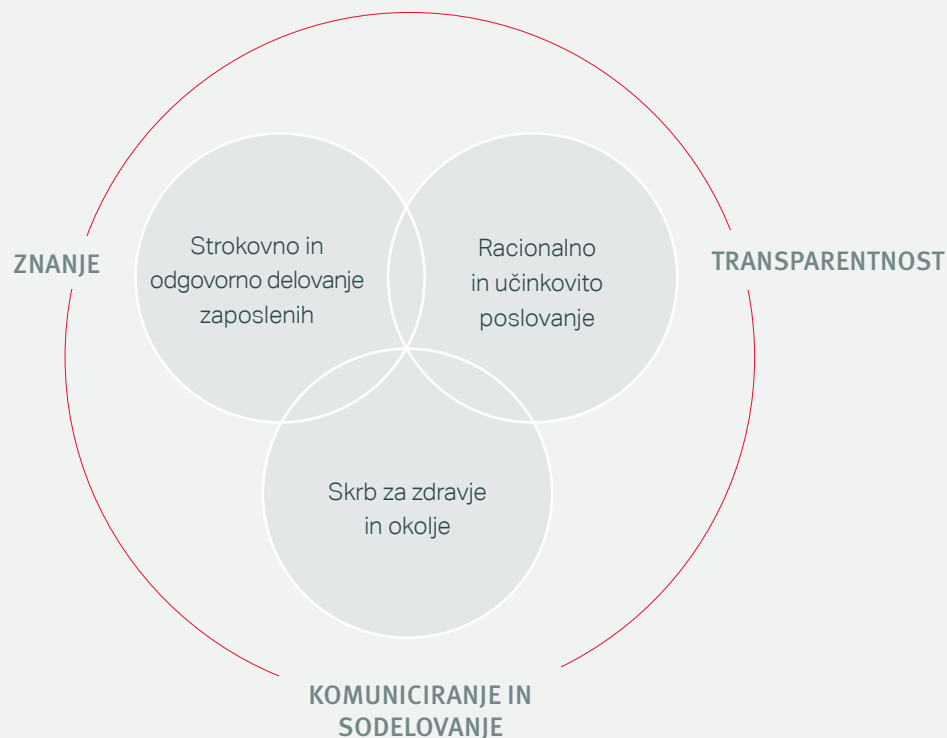 Strokovno in
odgovorno delovanje
zaposlenih
Racionalno
in učinkovito
poslovanje
ZNANJE
TRANSPARENTNOST
Skrb za zdravje
in okolje
KOMUNICIRANJE IN
SODELOVANJE